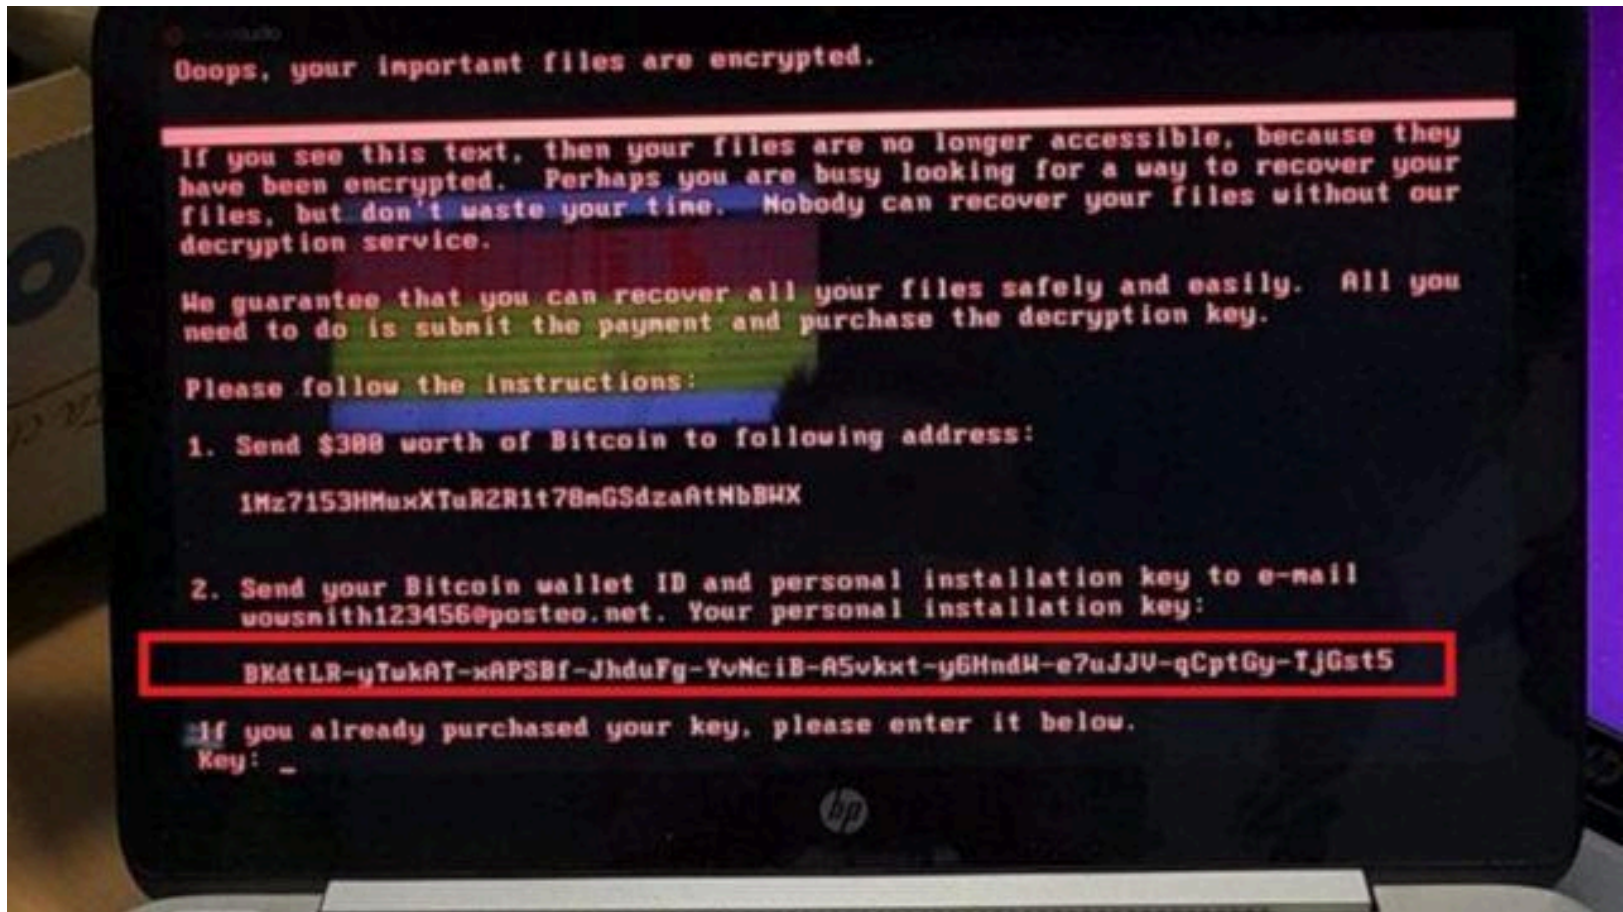 Ooops, your important files are encrypted.
If you see this text, then your files are no longer accessible, because they
have been encrypted.  Perhaps you are busy looking for a way to recover your
files, but don't waste your time.  Nobody can recover your files without our
decryption service.
We guarantee that you can recover all your files safely and easily.  All you
need to do is submit the payment and purchase the decryption key.
Please follow the instructions:
1. Send $300 worth of Bitcoin to following address:
1Mz7153HMuxXTuR2R1t78mGSdzaAtNbBWX
2. Send your Bitcoin wallet ID and personal installation key to e-mail
wowsmith123456@posteo.net. Your personal installation key:
BKdtLR-yTwkAT-xAPSBf-JhduFg-YvNciB-A5vkxt-y6HndW-e7uJJV-qCptGy-TjGst5
If you already purchased your key, please enter it below.
Key: _
hp